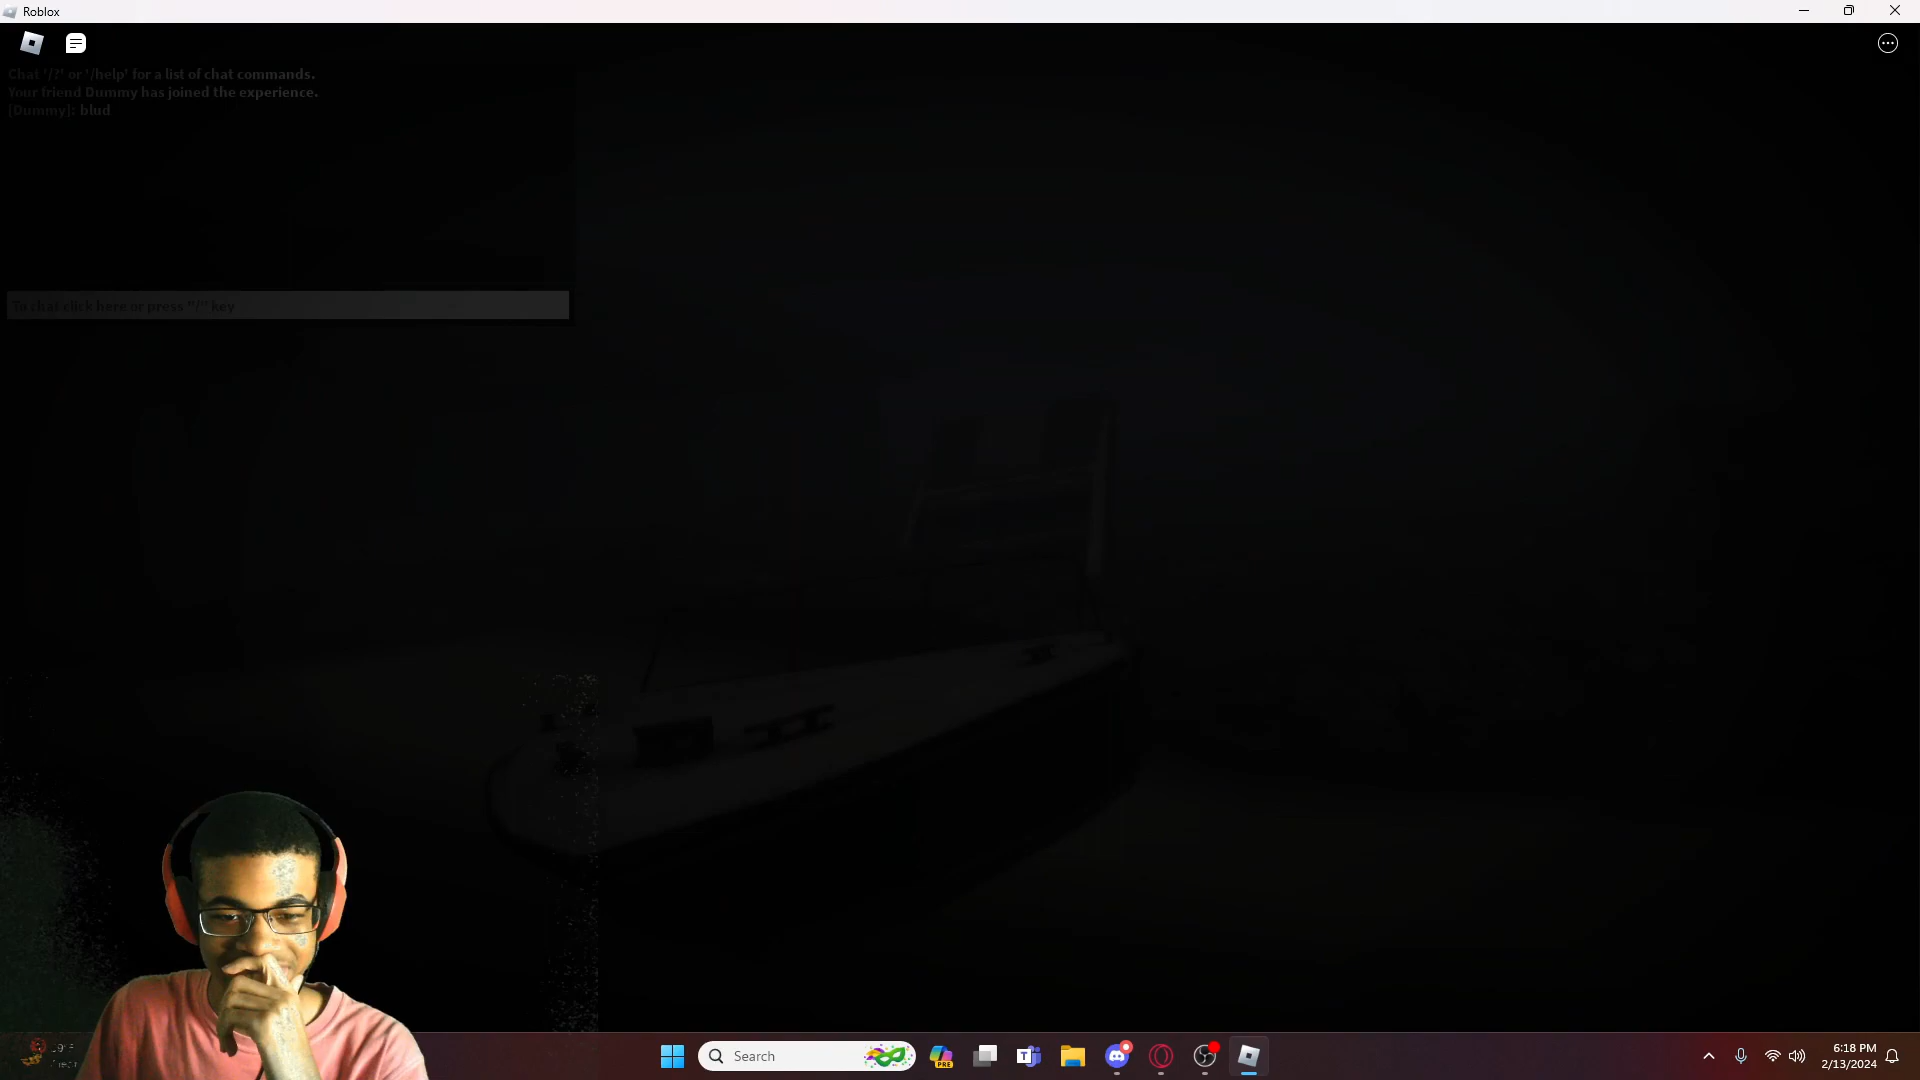 Roblox
Chat '/?' or '/help' for a list of chat commands.
Your friend Dummy has joined the experience.
[Dummy]: blud
To chat click here or press "/" key
Search
PRE
T
6:18 PM
2/13/2024